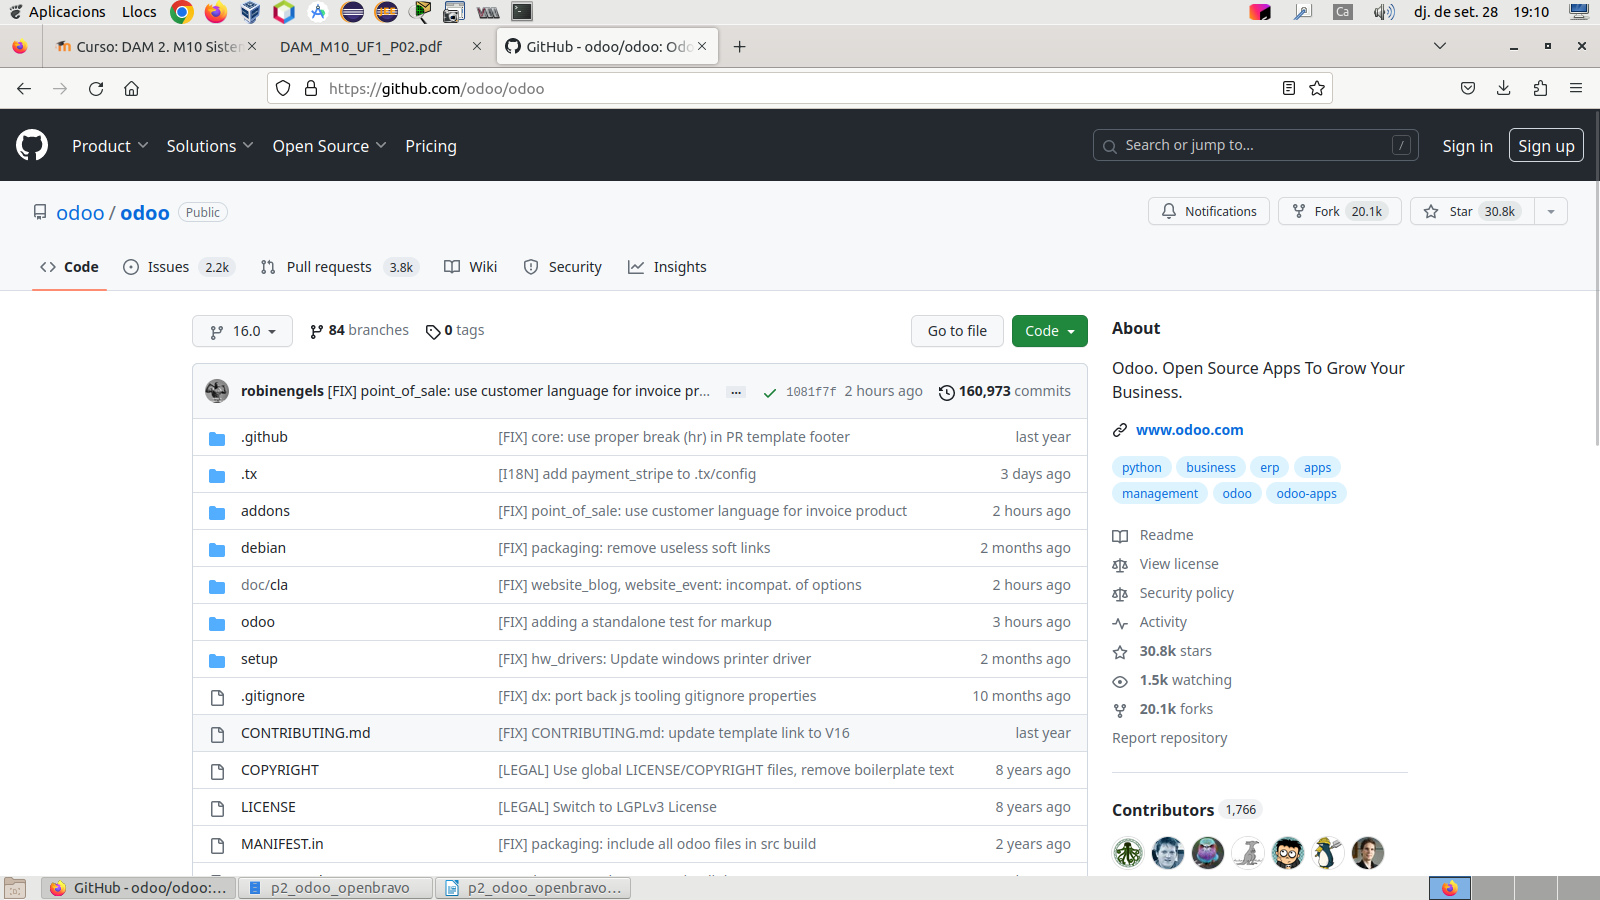 Aplicacions Llocs Ca dj. de set. 28 19:10
Curso: DAM 2. M10 Sister DAM_M10_UF1_P02.pdf GitHub - odoo/odoo: Odo
https://github.com/odoo/odoo
Product Solutions Open Source Pricing Search or jump to... / Sign in Sign up
odoo / odoo Public Notifications Fork 20.1k Star 30.8k
Code Issues 2.2k Pull requests 3.8k Wiki Security Insights
16.0 84 branches 0 tags Go to file Code
robinengels [FIX] point_of_sale: use customer language for invoice pr... ... 1081f7f 2 hours ago 160,973 commits
.github [FIX] core: use proper break (hr) in PR template footer last year
.tx [I18N] add payment_stripe to .tx/config 3 days ago
addons [FIX] point_of_sale: use customer language for invoice product 2 hours ago
debian [FIX] packaging: remove useless soft links 2 months ago
doc/cla [FIX] website_blog, website_event: incompat. of options 2 hours ago
odoo [FIX] adding a standalone test for markup 3 hours ago
setup [FIX] hw_drivers: Update windows printer driver 2 months ago
.gitignore [FIX] dx: port back js tooling gitignore properties 10 months ago
CONTRIBUTING.md [FIX] CONTRIBUTING.md: update template link to V16 last year
COPYRIGHT [LEGAL] Use global LICENSE/COPYRIGHT files, remove boilerplate text 8 years ago
LICENSE [LEGAL] Switch to LGPLv3 License 8 years ago
MANIFEST.in [FIX] packaging: include all odoo files in src build 2 years ago
About
Odoo. Open Source Apps To Grow Your
Business.
www.odoo.com
python business erp apps
management odoo odoo-apps
Readme
View license
Security policy
Activity
30.8k stars
1.5k watching
20.1k forks
Report repository
Contributors 1,766
GitHub - odoo/odoo:... p2_odoo_openbravo p2_odoo_openbravo...